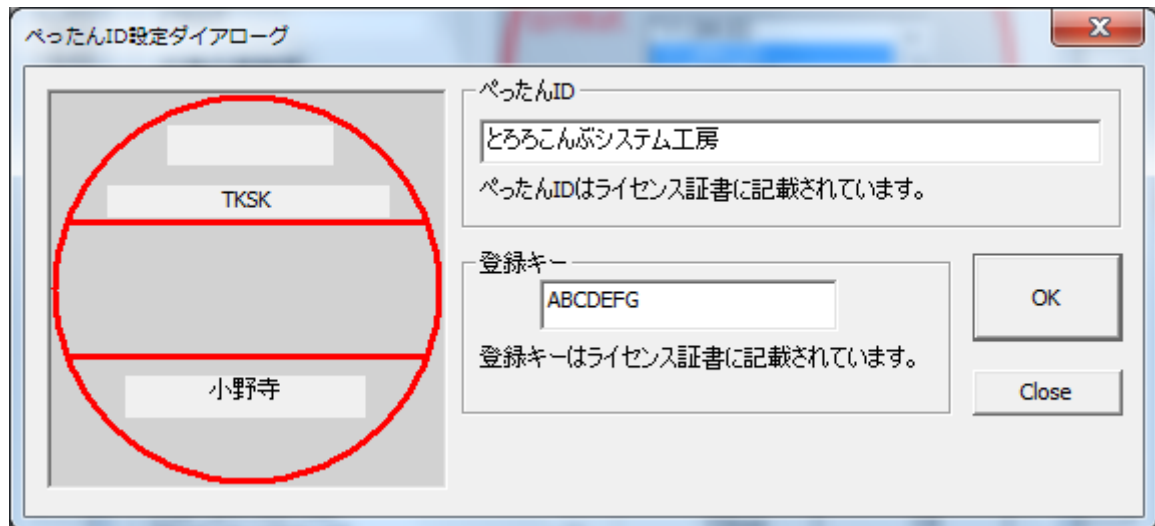 ぺったんID設定ダイアローグ
TKSK
小野寺
ぺったんID
とろろこんぶシステム工房
ぺったんIDはライセンス証書に記載されています。
登録キー
ABCDEFG
登録キーはライセンス証書に記載されています。
OK
Close